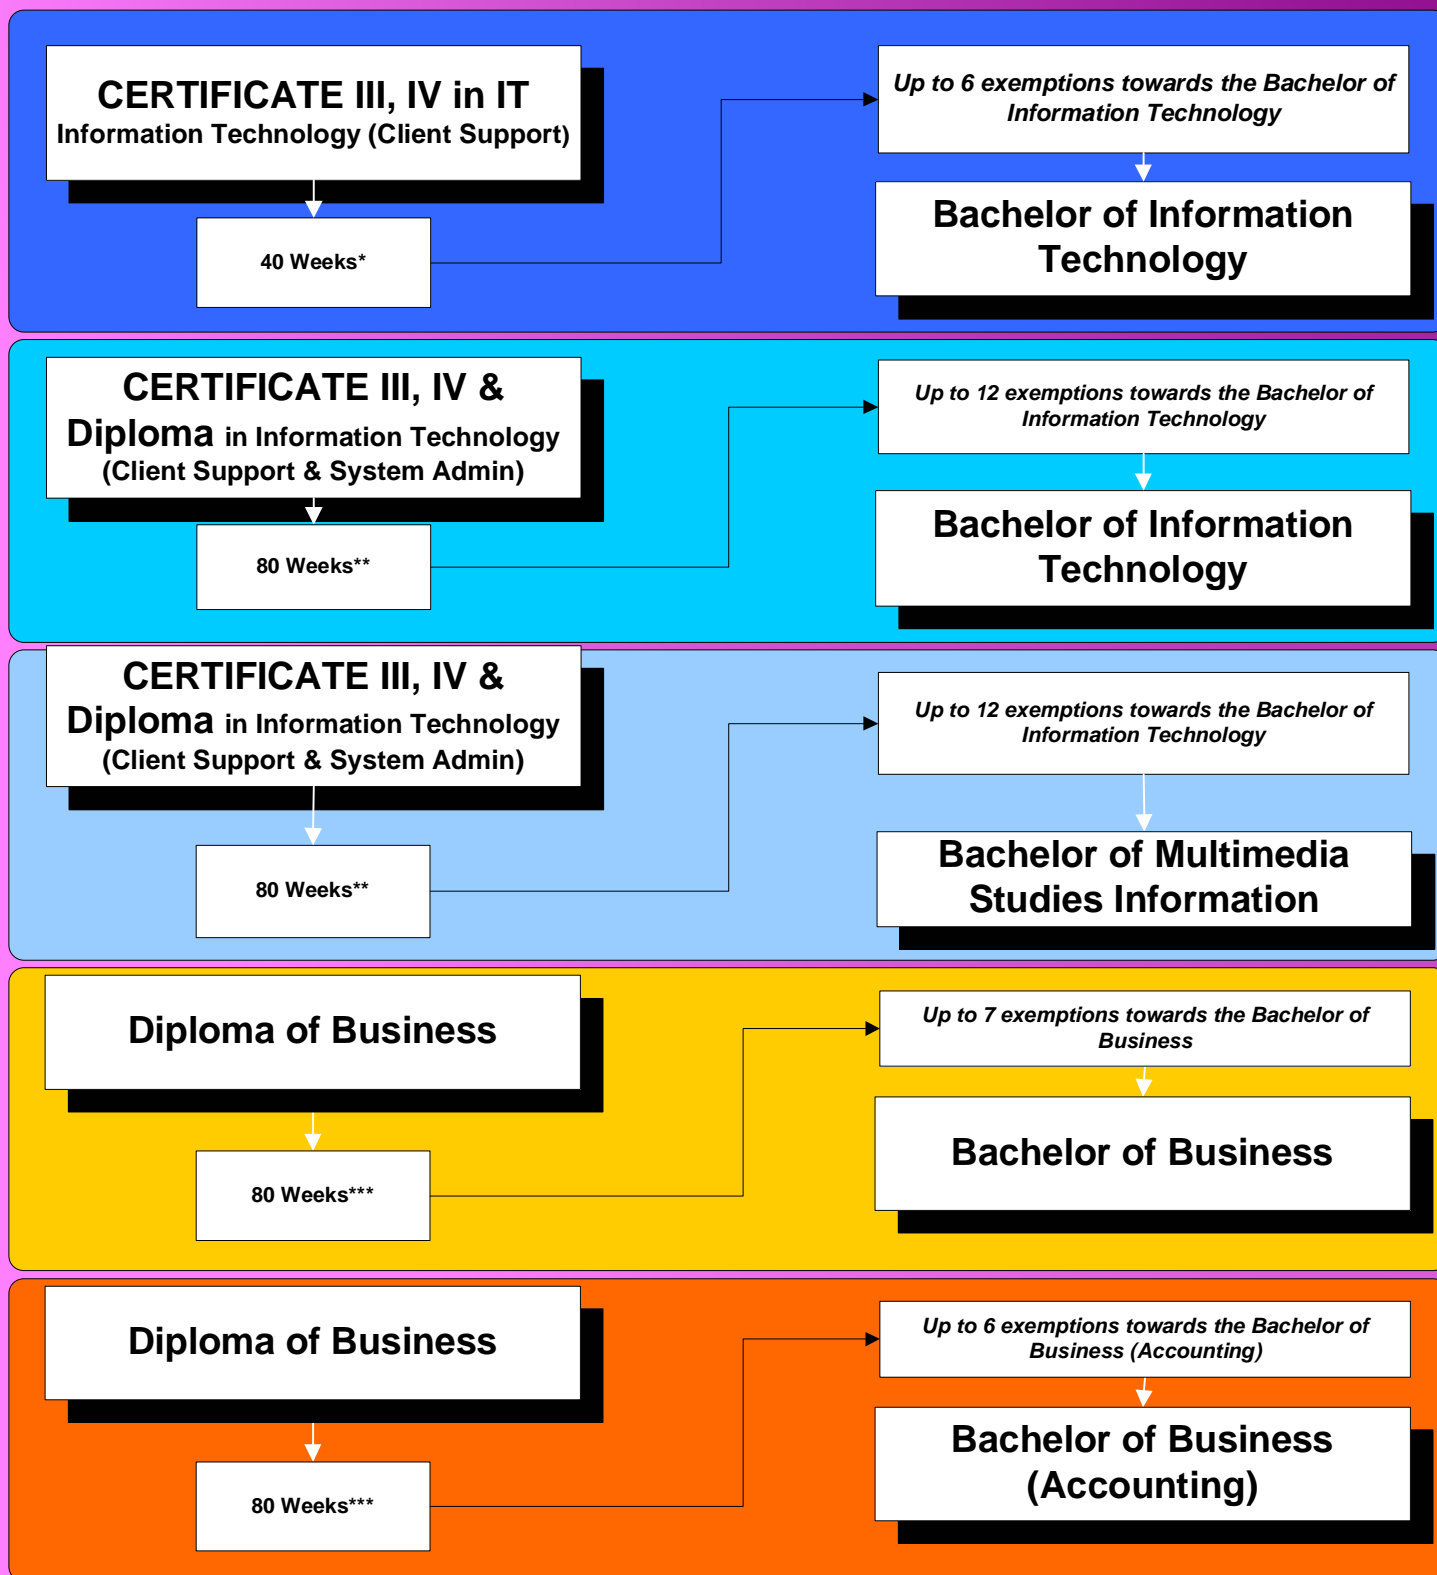 CERTIFICATE III, IV in IT
Information Technology (Client Support)
40 Weeks*
Up to 6 exemptions towards the Bachelor of
Information Technology
Bachelor of Information
Technology
CERTIFICATE III, IV &
Diploma in Information Technology
(Client Support & System Admin)
80 Weeks**
Up to 12 exemptions towards the Bachelor of
Information Technology
Bachelor of Information
Technology
CERTIFICATE III, IV &
Diploma in Information Technology
(Client Support & System Admin)
80 Weeks**
Up to 12 exemptions towards the Bachelor of
Information Technology
Bachelor of Multimedia
Studies Information
Diploma of Business
80 Weeks***
Up to 7 exemptions towards the Bachelor of
Business
Bachelor of Business
Diploma of Business
80 Weeks***
Up to 6 exemptions towards the Bachelor of
Business (Accounting)
Bachelor of Business
(Accounting)